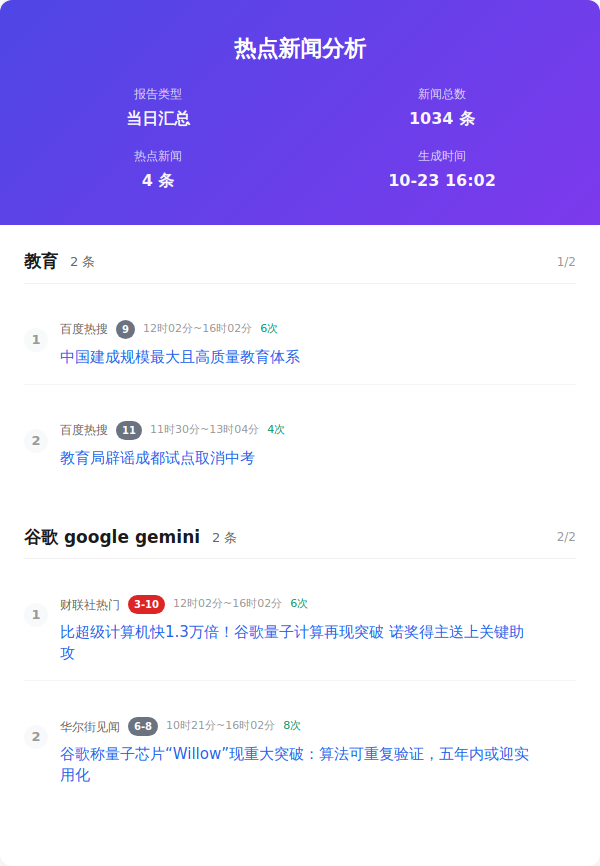 热点新闻分析
报告类型
新闻总数
当日汇总
1034 条
热点新闻
生成时间
4 条
10-23 16:02
教育 2 条 1/2
1
百度热搜 9 12时02分~16时02分 6次
中国建成规模最大且高质量教育体系
2
百度热搜 11 11时30分~13时04分 4次
教育局辟谣成都试点取消中考
谷歌 google gemini 2 条 2/2
1
财联社热门 3-10 12时02分~16时02分 6次
比超级计算机快1.3万倍！谷歌量子计算再现突破 诺奖得主送上关键助
攻
2
华尔街见闻 6-8 10时21分~16时02分 8次
谷歌称量子芯片“Willow”现重大突破：算法可重复验证，五年内或迎实
用化